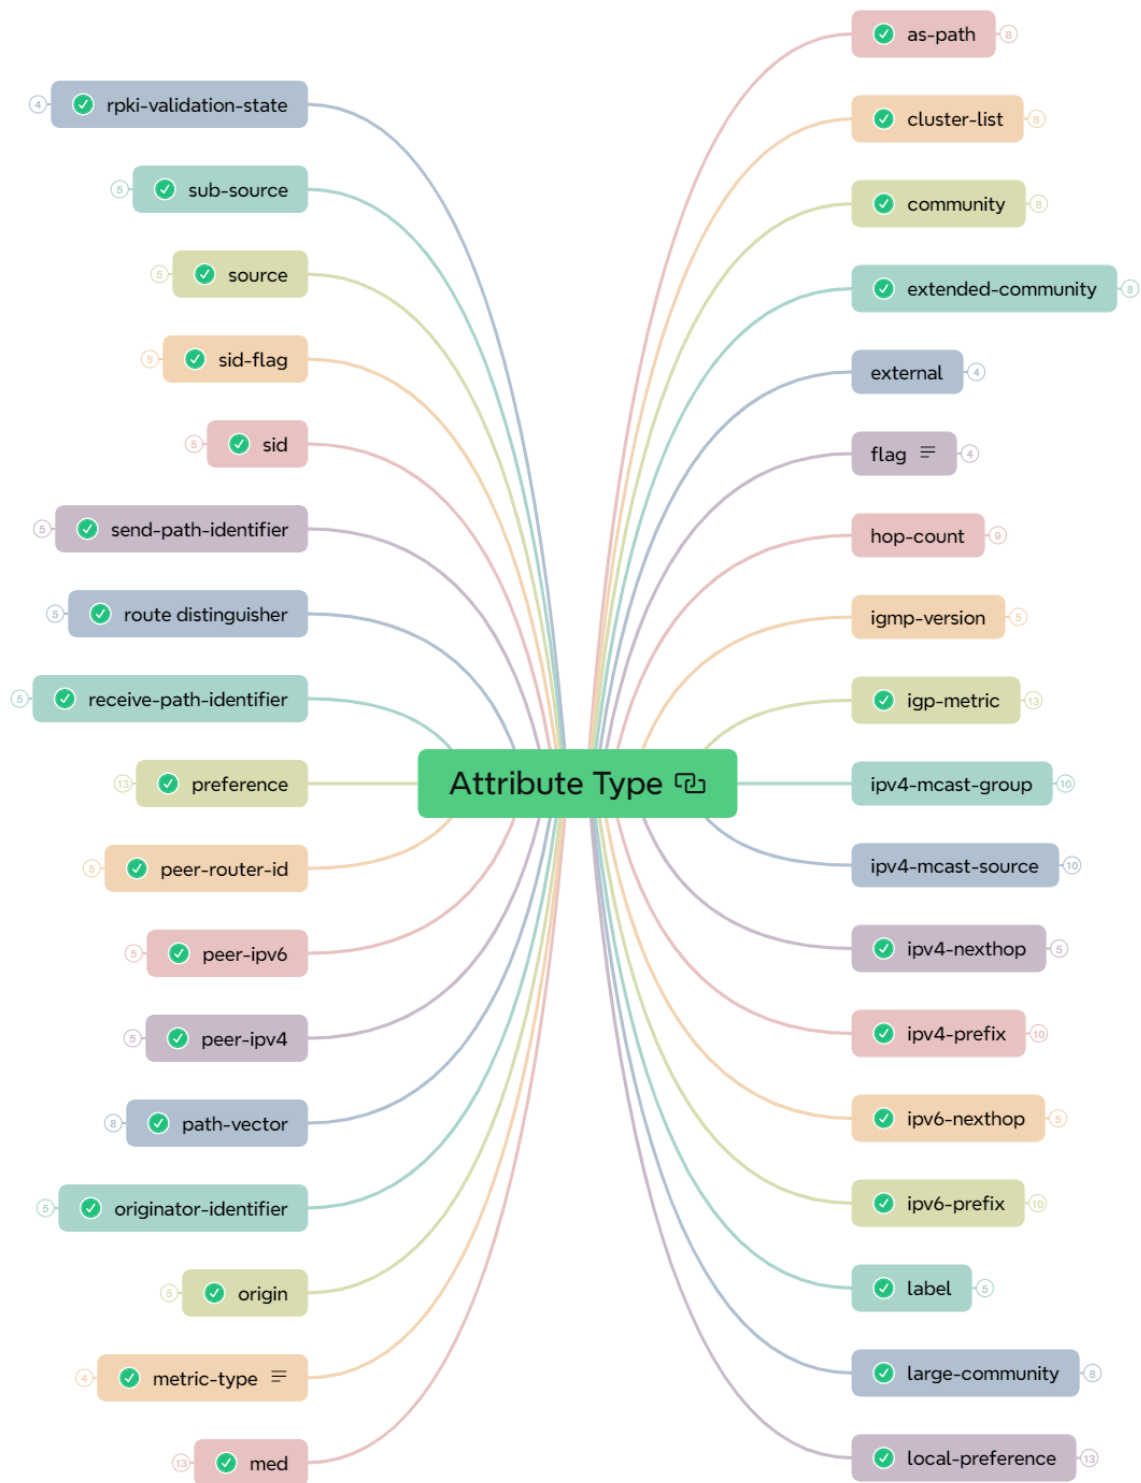 Attribute Type
as-path 8
cluster-list 8
community 8
extended-community 8
external 4
flag 4
hop-count 9
igmp-version 5
igp-metric 13
ipv4-mcast-group 10
ipv4-mcast-source 10
ipv4-nexthop 5
ipv4-prefix 10
ipv6-nexthop 5
ipv6-prefix 10
label 5
large-community 8
local-preference 13
4 rpki-validation-state
5 sub-source
5 source
5 sid-flag
5 sid
5 send-path-identifier
5 route distinguisher
5 receive-path-identifier
13 preference
5 peer-router-id
5 peer-ipv6
5 peer-ipv4
8 path-vector
5 originator-identifier
5 origin
4 metric-type
13 med